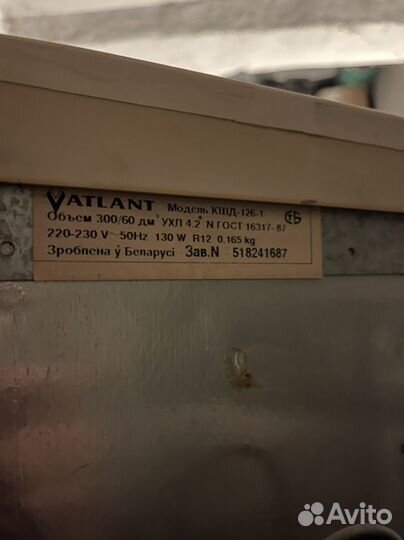 ATLANT Модель КШД-126-1
Объем 300/60 дм³ УХЛ 4.2* N ГОСТ 16317-87
220-230 V~50Hz 130 W R12 0.165 kg
Зроблена ў Беларусі Зав.N 518241687
Avito